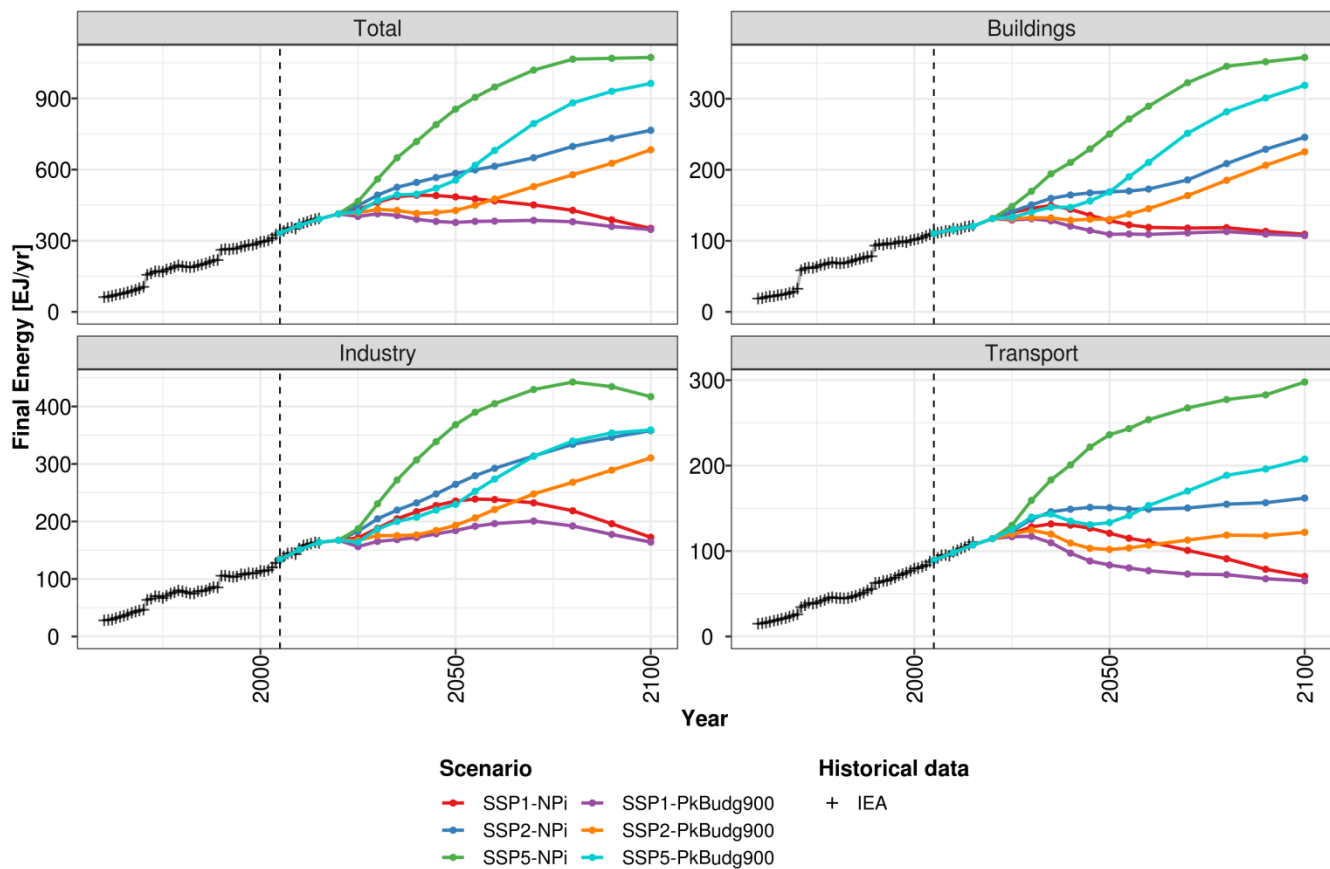 Total
Buildings
Final Energy [EJ/yr]
900
600
300
0
300
200
100
0
Industry
Transport
400
300
200
100
0
300
200
100
0
2000
2050
2100
2000
2050
2100
Year
Scenario
Historical data
SSP1-NPi
SSP1-PkBudg900
IEA
SSP2-NPi
SSP2-PkBudg900
SSP5-NPi
SSP5-PkBudg900